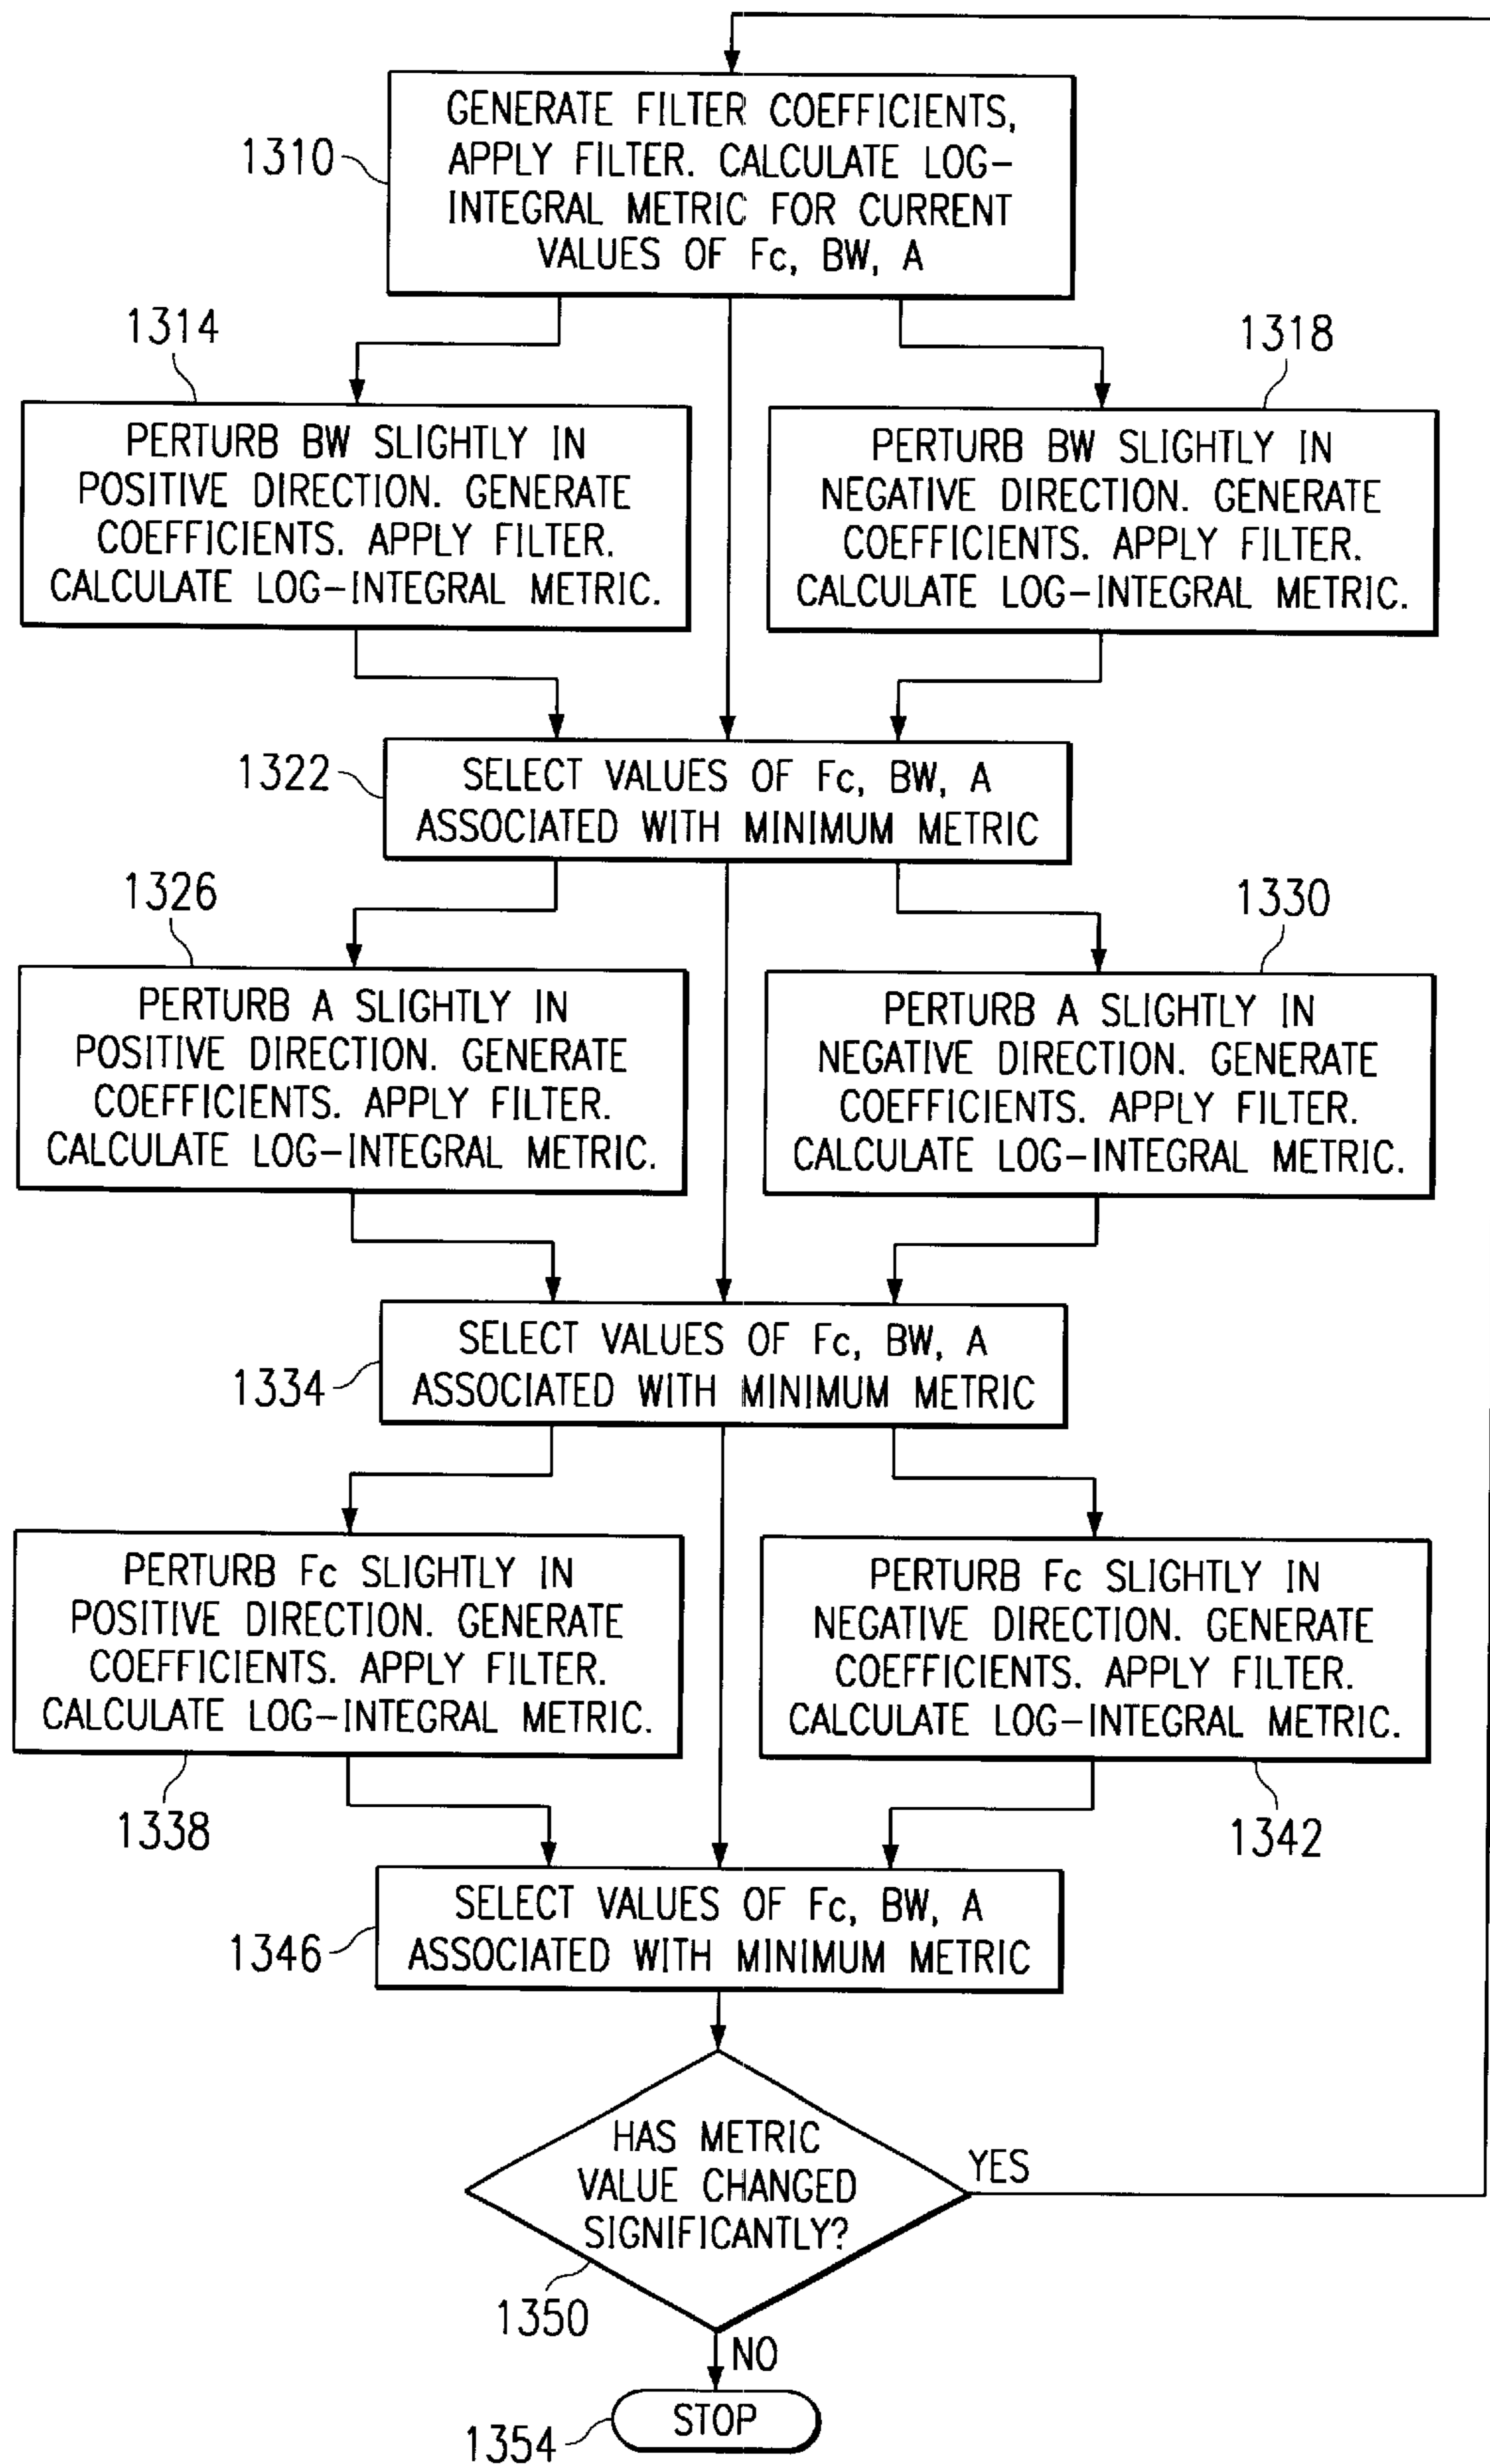 1310
GENERATE FILTER COEFFICIENTS,
APPLY FILTER. CALCULATE LOG-
INTEGRAL METRIC FOR CURRENT
VALUES OF Fc, BW, A
1314
PERTURB BW SLIGHTLY IN
POSITIVE DIRECTION. GENERATE
COEFFICIENTS. APPLY FILTER.
CALCULATE LOG-INTEGRAL METRIC.
1318
PERTURB BW SLIGHTLY IN
NEGATIVE DIRECTION. GENERATE
COEFFICIENTS. APPLY FILTER.
CALCULATE LOG-INTEGRAL METRIC.
1322
SELECT VALUES OF Fc, BW, A
ASSOCIATED WITH MINIMUM METRIC
1326
PERTURB A SLIGHTLY IN
POSITIVE DIRECTION. GENERATE
COEFFICIENTS. APPLY FILTER.
CALCULATE LOG-INTEGRAL METRIC.
1330
PERTURB A SLIGHTLY IN
NEGATIVE DIRECTION. GENERATE
COEFFICIENTS. APPLY FILTER.
CALCULATE LOG-INTEGRAL METRIC.
1334
SELECT VALUES OF Fc, BW, A
ASSOCIATED WITH MINIMUM METRIC
PERTURB Fc SLIGHTLY IN
POSITIVE DIRECTION. GENERATE
COEFFICIENTS. APPLY FILTER.
CALCULATE LOG-INTEGRAL METRIC.
1338
PERTURB Fc SLIGHTLY IN
NEGATIVE DIRECTION. GENERATE
COEFFICIENTS. APPLY FILTER.
CALCULATE LOG-INTEGRAL METRIC.
1342
1346
SELECT VALUES OF Fc, BW, A
ASSOCIATED WITH MINIMUM METRIC
HAS METRIC
VALUE CHANGED
SIGNIFICANTLY?
YES
1350
NO
STOP
1354